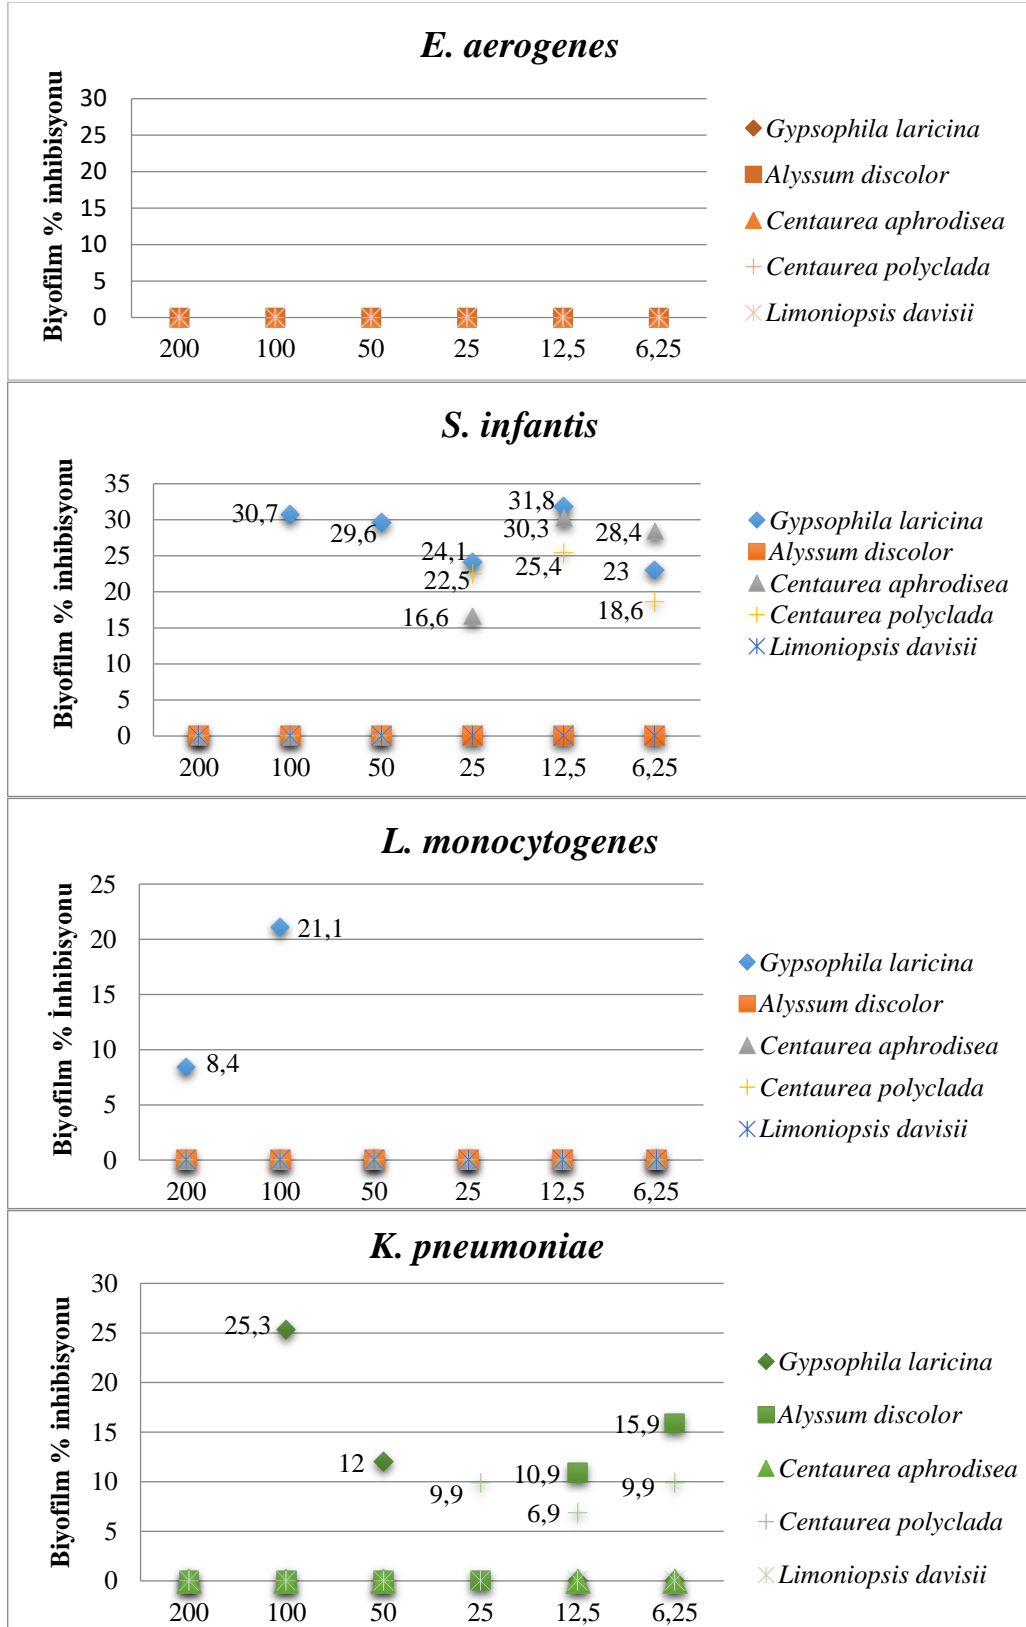 E. aerogenes
Biyofilm % inhibisyonu
30
25
20
15
10
5
0
200 100 50 25 12,5 6,25
Gypsophila laricina
Alyssum discolor
Centaurea aphrodisea
Centaurea polyclada
Limoniopsis davisii
S. infantis
Biyofilm % inhibisyonu
35
30
25
20
15
10
5
0
30,7
29,6
24,1
22,5
16,6
31,8
30,3
25,4
28,4
23
18,6
200 100 50 25 12,5 6,25
Gypsophila laricina
Alyssum discolor
Centaurea aphrodisea
Centaurea polyclada
Limoniopsis davisii
L. monocytogenes
Biyofilm % İnhibisyonu
25
20
15
10
5
0
8,4
21,1
200 100 50 25 12,5 6,25
Gypsophila laricina
Alyssum discolor
Centaurea aphrodisea
Centaurea polyclada
Limoniopsis davisii
K. pneumoniae
Biyofilm % inhibisyonu
30
25
20
15
10
5
0
25,3
12
9,9
10,9
6,9
15,9
9,9
200 100 50 25 12,5 6,25
Gypsophila laricina
Alyssum discolor
Centaurea aphrodisea
Centaurea polyclada
Limoniopsis davisii